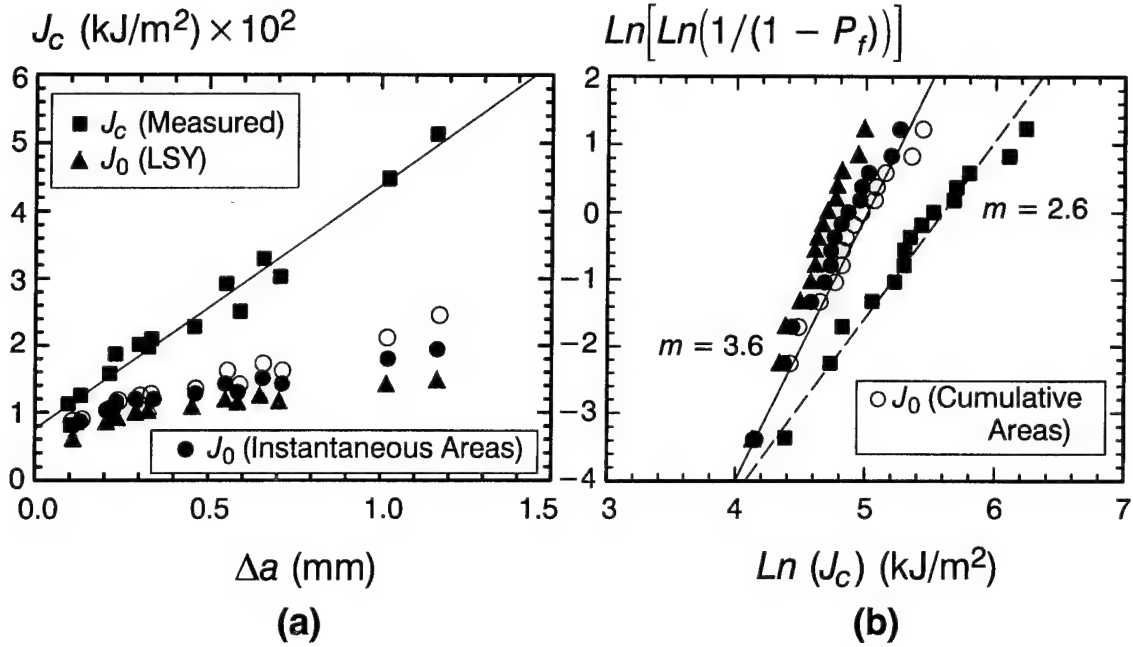 J_c (kJ/m²) × 10²
6
5
4
3
2
1
0
0.0
0.5
1.0
1.5
■ J_c (Measured)
▲ J_0 (LSY)
● J_0 (Instantaneous Areas)
Δa (mm)
(a)
Ln[Ln(1/(1 − P_f))]
2
1
0
−1
−2
−3
−4
3
4
5
6
7
m = 2.6
m = 3.6
○ J_0 (Cumulative
Areas)
Ln (J_c) (kJ/m²)
(b)